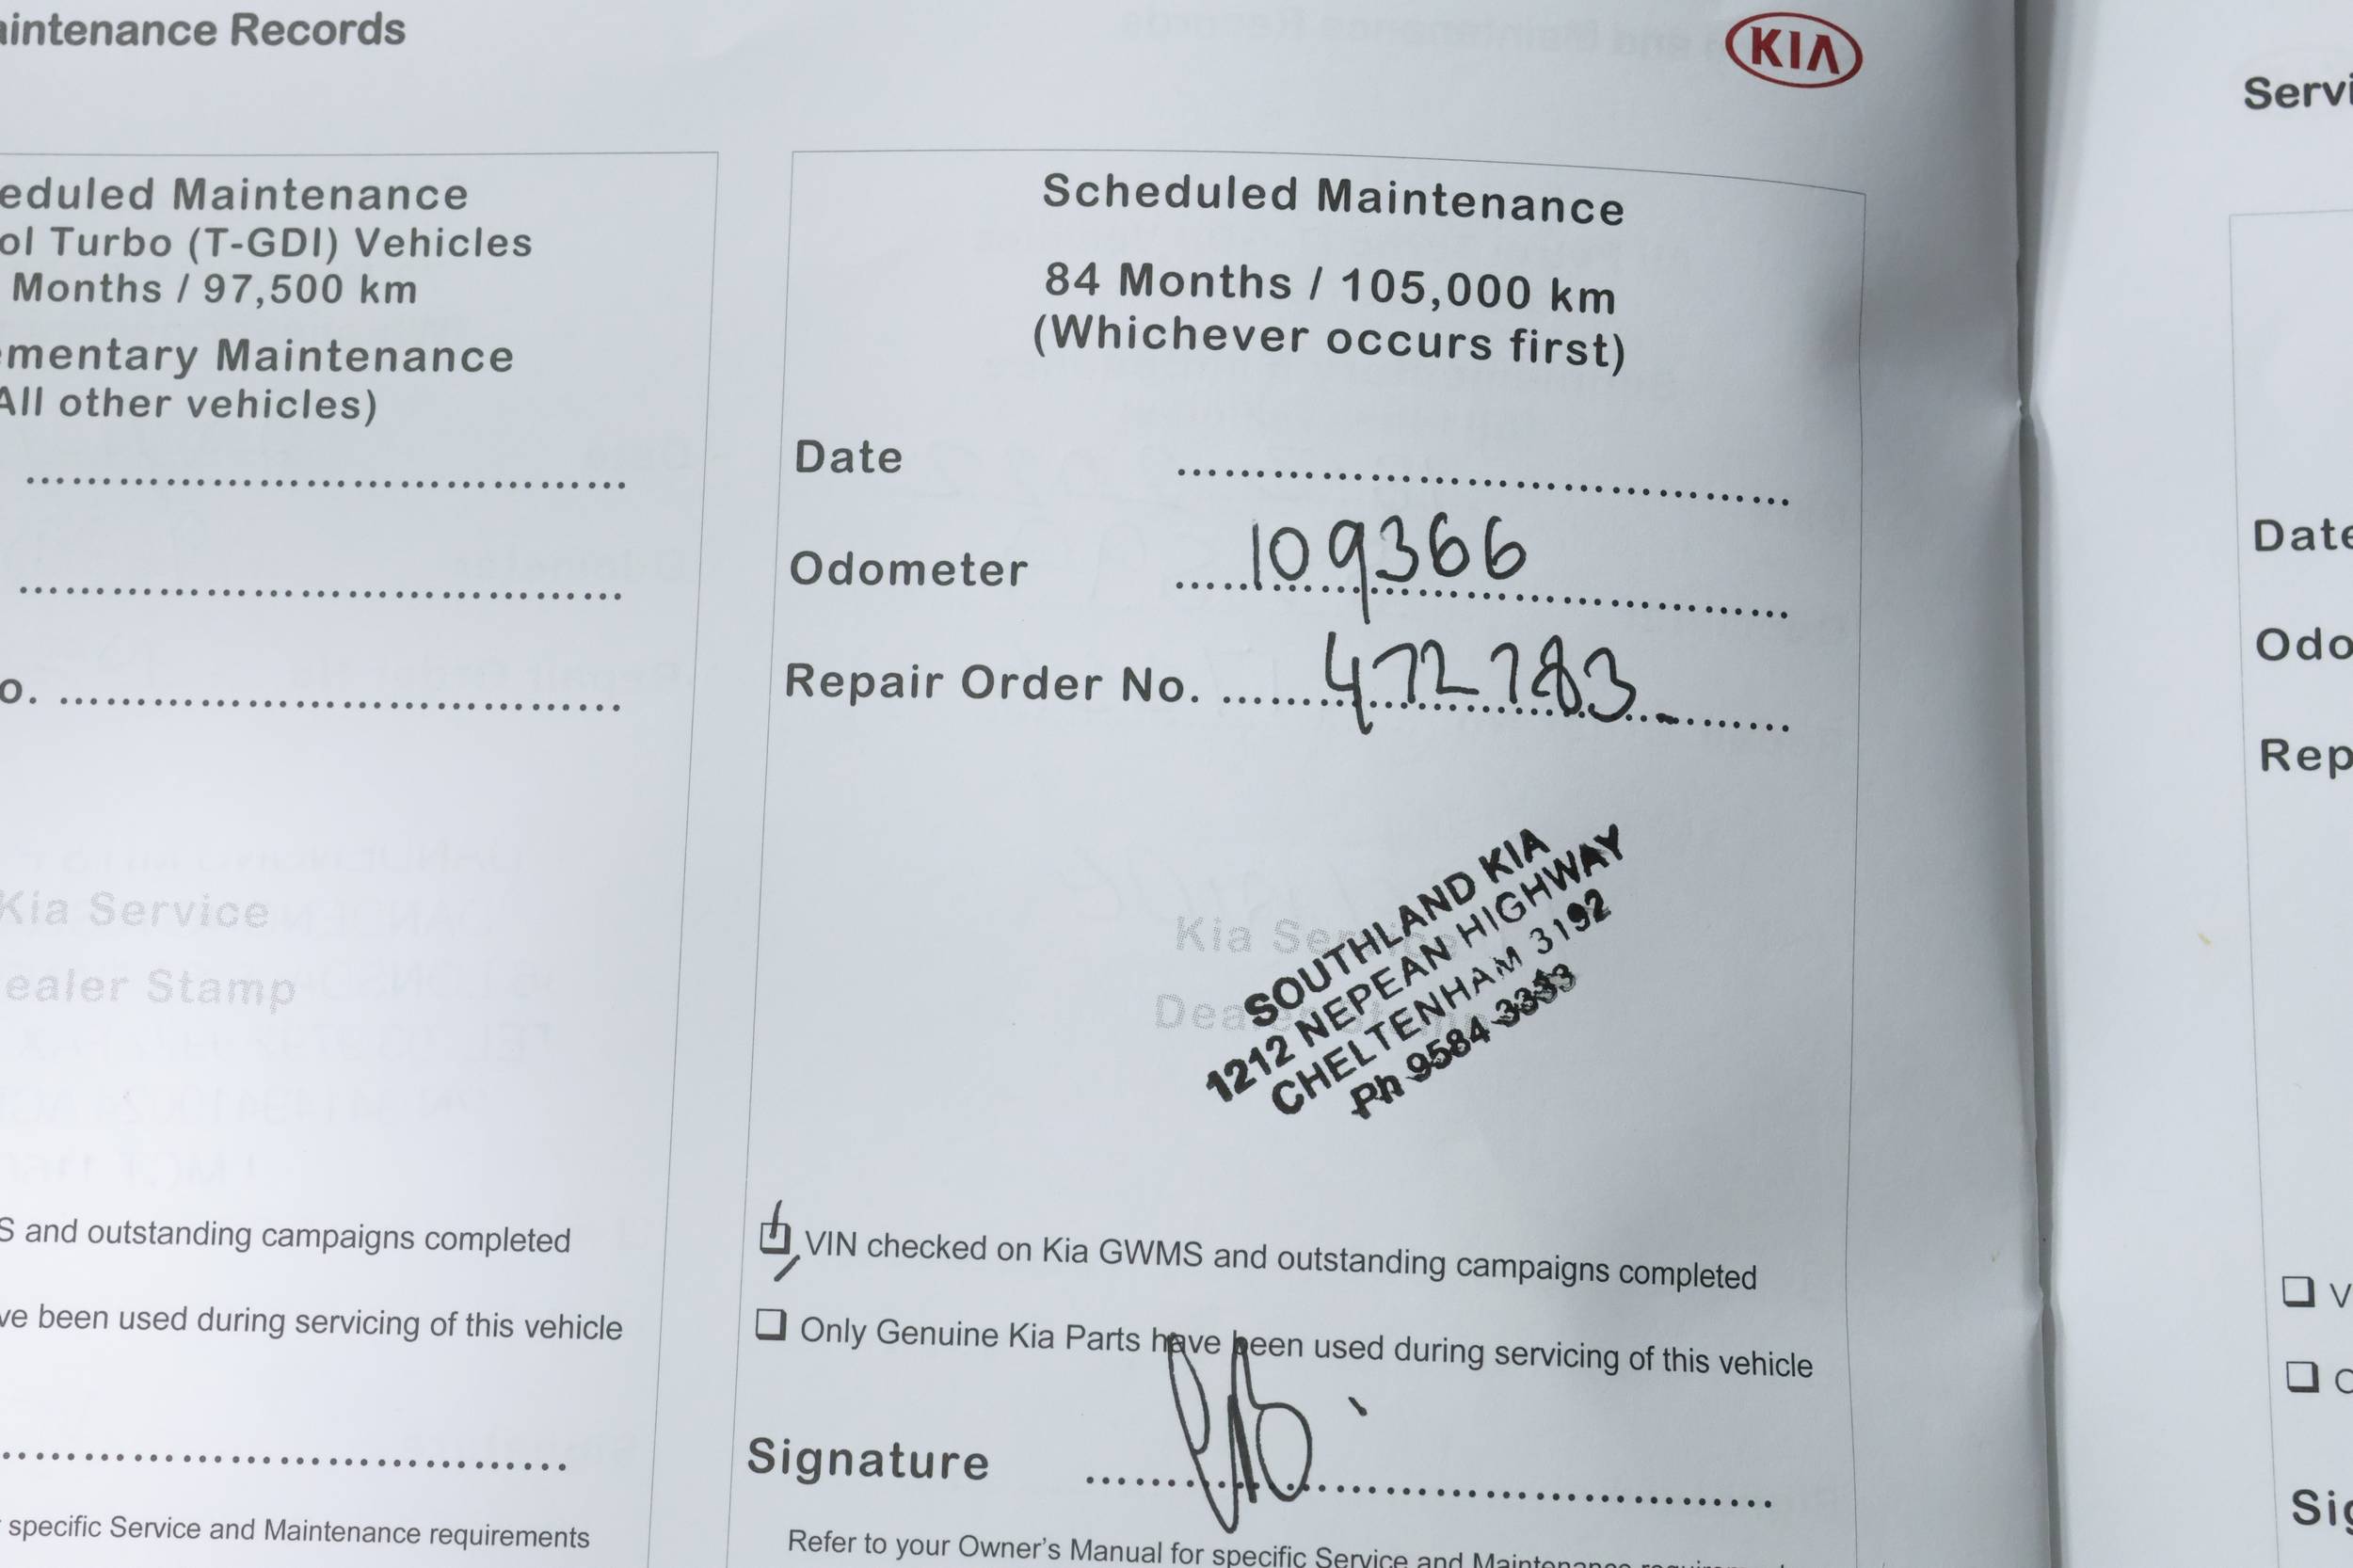 aintenance Records
eduled Maintenance
ol Turbo (T-GDI) Vehicles
Months / 97,500 km
ementary Maintenance
All other vehicles)
o. ........................................
Kia Service
ealer Stamp
S and outstanding campaigns completed
ve been used during servicing of this vehicle
specific Service and Maintenance requirements
KIA
Scheduled Maintenance
84 Months / 105,000 km
(Whichever occurs first)
Date
Odometer 109366
Repair Order No. 472783
Kia Service
Dealer Stamp
SOUTHLAND KIA
1212 NEPEAN HIGHWAY
CHELTENHAM 3192
Ph 9584 3333
VIN checked on Kia GWMS and outstanding campaigns completed
Only Genuine Kia Parts have been used during servicing of this vehicle
Signature
Refer to your Owner's Manual for specific Service and Maintenance
Servi
Date
Odo
Rep
V
Sig